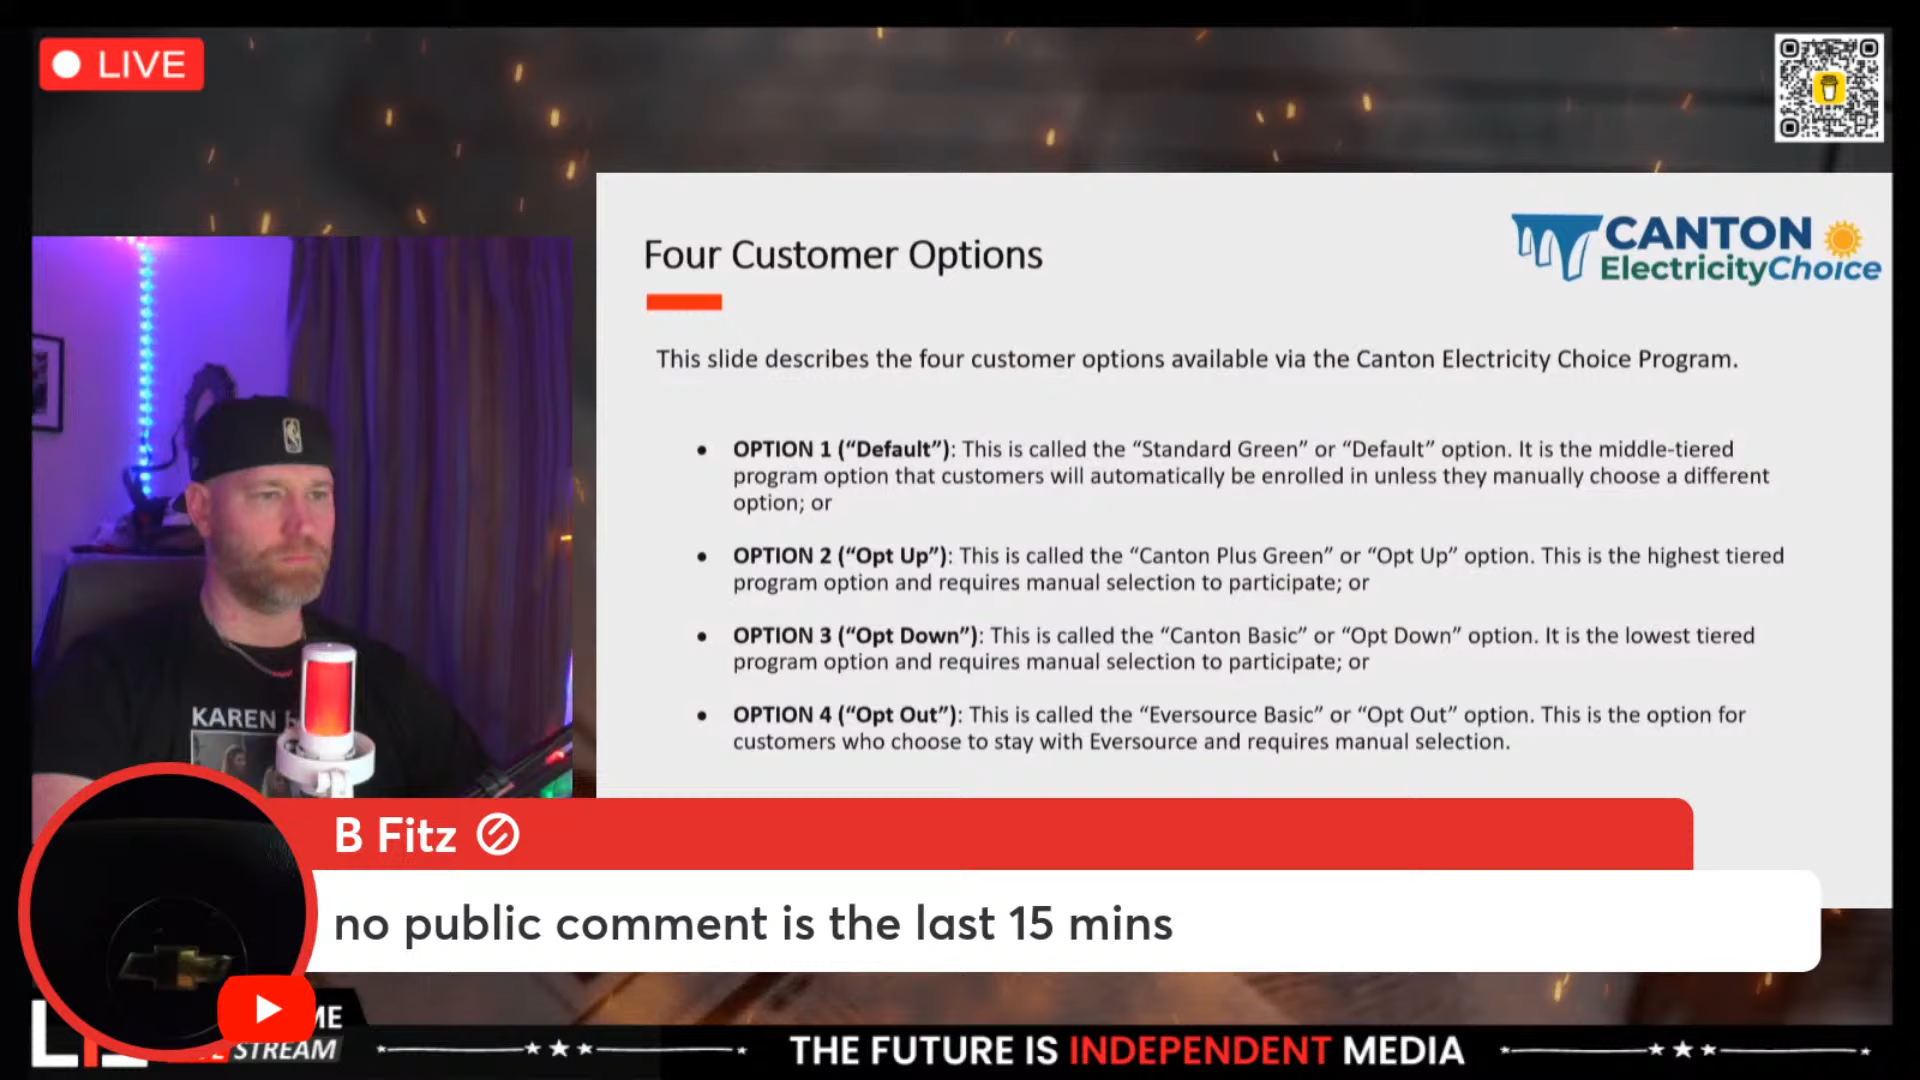 LIVE
CANTON
ElectricityChoice
Four Customer Options
This slide describes the four customer options available via the Canton Electricity Choice Program.
• OPTION 1 (“Default”): This is called the “Standard Green” or “Default” option. It is the middle-tiered
program option that customers will automatically be enrolled in unless they manually choose a different
option; or
• OPTION 2 (“Opt Up”): This is called the “Canton Plus Green” or “Opt Up” option. This is the highest tiered
program option and requires manual selection to participate; or
• OPTION 3 (“Opt Down”): This is called the “Canton Basic” or “Opt Down” option. It is the lowest tiered
program option and requires manual selection to participate; or
• OPTION 4 (“Opt Out”): This is called the “Eversource Basic” or “Opt Out” option. This is the option for
customers who choose to stay with Eversource and requires manual selection.
KAREN
B Fitz
no public comment is the last 15 mins
STREAM
THE FUTURE IS INDEPENDENT MEDIA